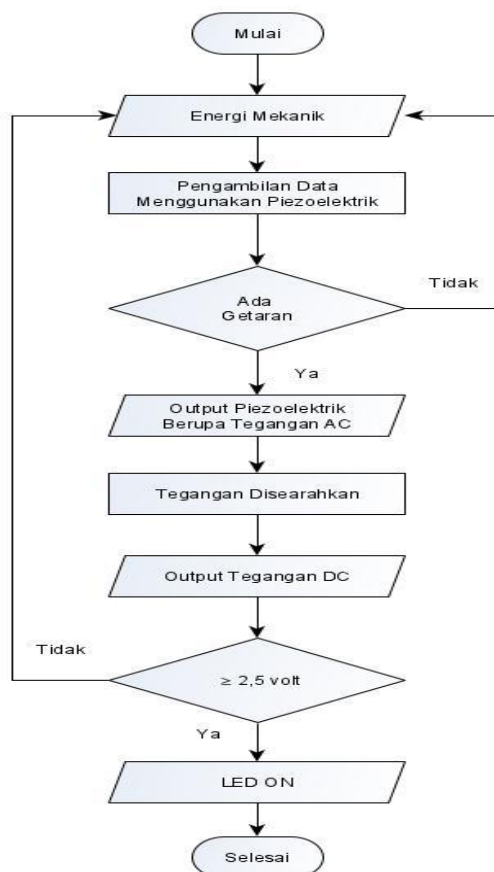 Mulai
Energi Mekanik
Pengambilan Data
Menggunakan Piezoelektrik
Ada
Getaran
Tidak
Ya
Output Piezoelektrik
Berupa Tegangan AC
Tegangan Disearahkan
Output Tegangan DC
Tidak
≥ 2,5 volt
Ya
LED ON
Selesai